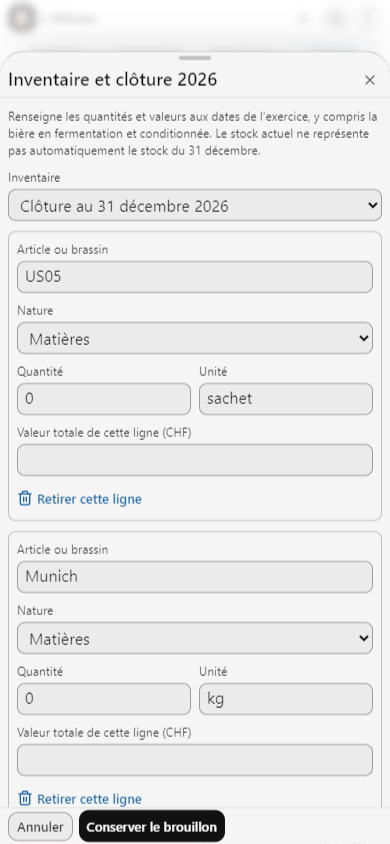 Inventaire et clôture 2026
Renseigne les quantités et valeurs aux dates de l'exercice, y compris la
bière en fermentation et conditionnée. Le stock actuel ne représente
pas automatiquement le stock du 31 décembre.
Inventaire
Clôture au 31 décembre 2026
Article ou brassin
US05
Nature
Matières
Quantité
Unité
0
sachet
Valeur totale de cette ligne (CHF)
Retirer cette ligne
Article ou brassin
Munich
Nature
Matières
Quantité
Unité
0
kg
Valeur totale de cette ligne (CHF)
Retirer cette ligne
Annuler
Conserver le brouillon